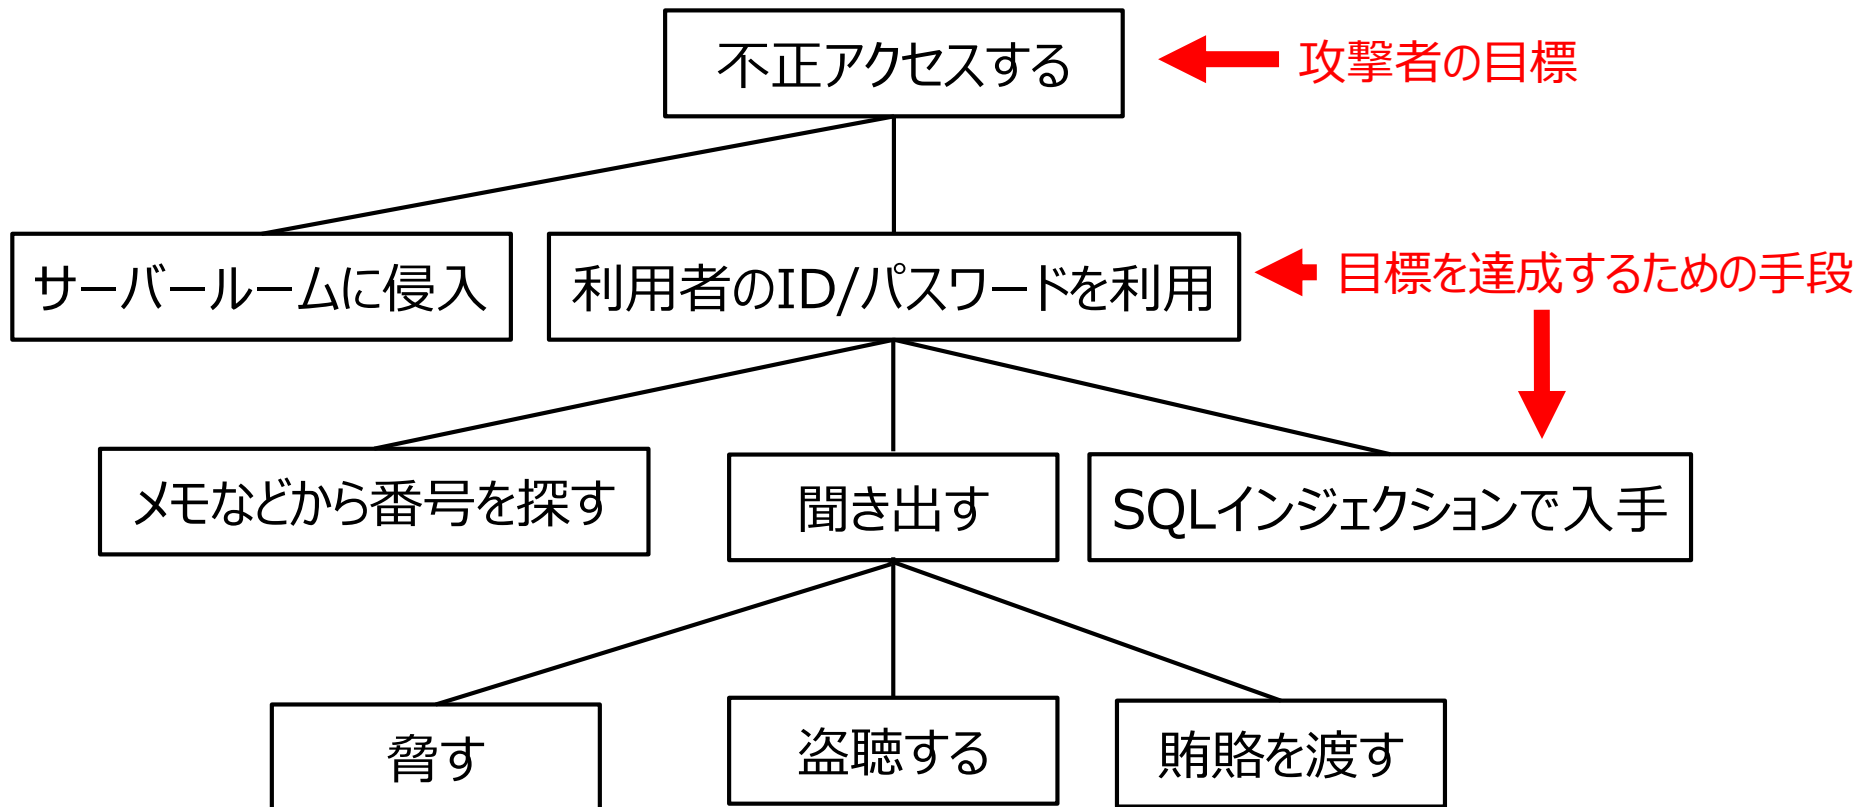 不正アクセスする
攻撃者の目標
サーバールームに侵入
利用者のID/パスワードを利用
目標を達成するための手段
メモなどから番号を探す
聞き出す
SQLインジェクションで入手
脅す
盗聴する
賄賂を渡す